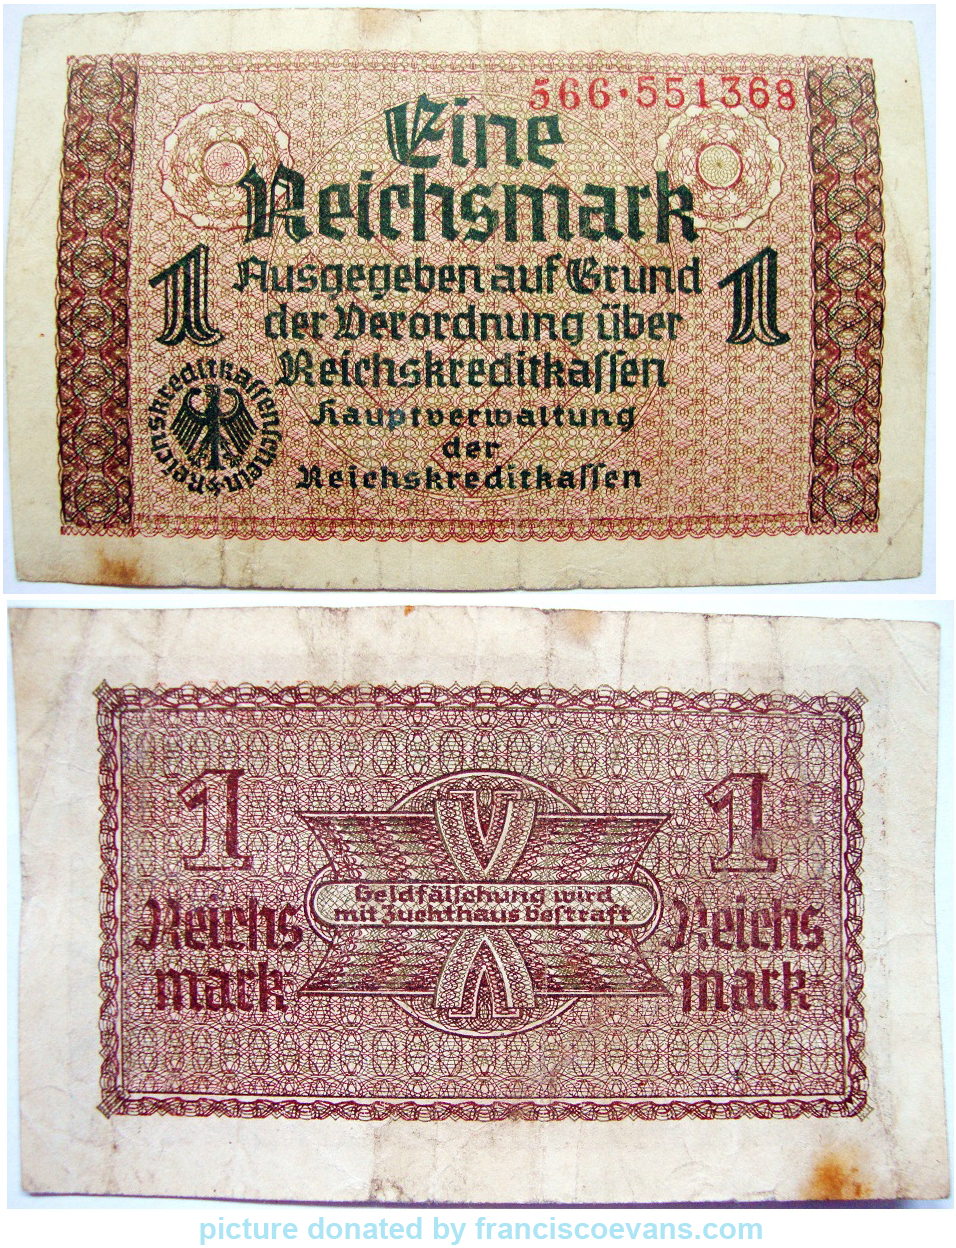 566·551368
Eine
Reichsmark
1 1
Ausgegeben auf Grund
der Verordnung über
Reichskreditkassen
Hauptverwaltung
der
Reichskreditkassen
Reichskreditkassenschein
1 1
Geldfälschung wird
mit Zuchthaus bestraft
Reichs
mark
Reichs
mark
picture donated by franciscoevans.com